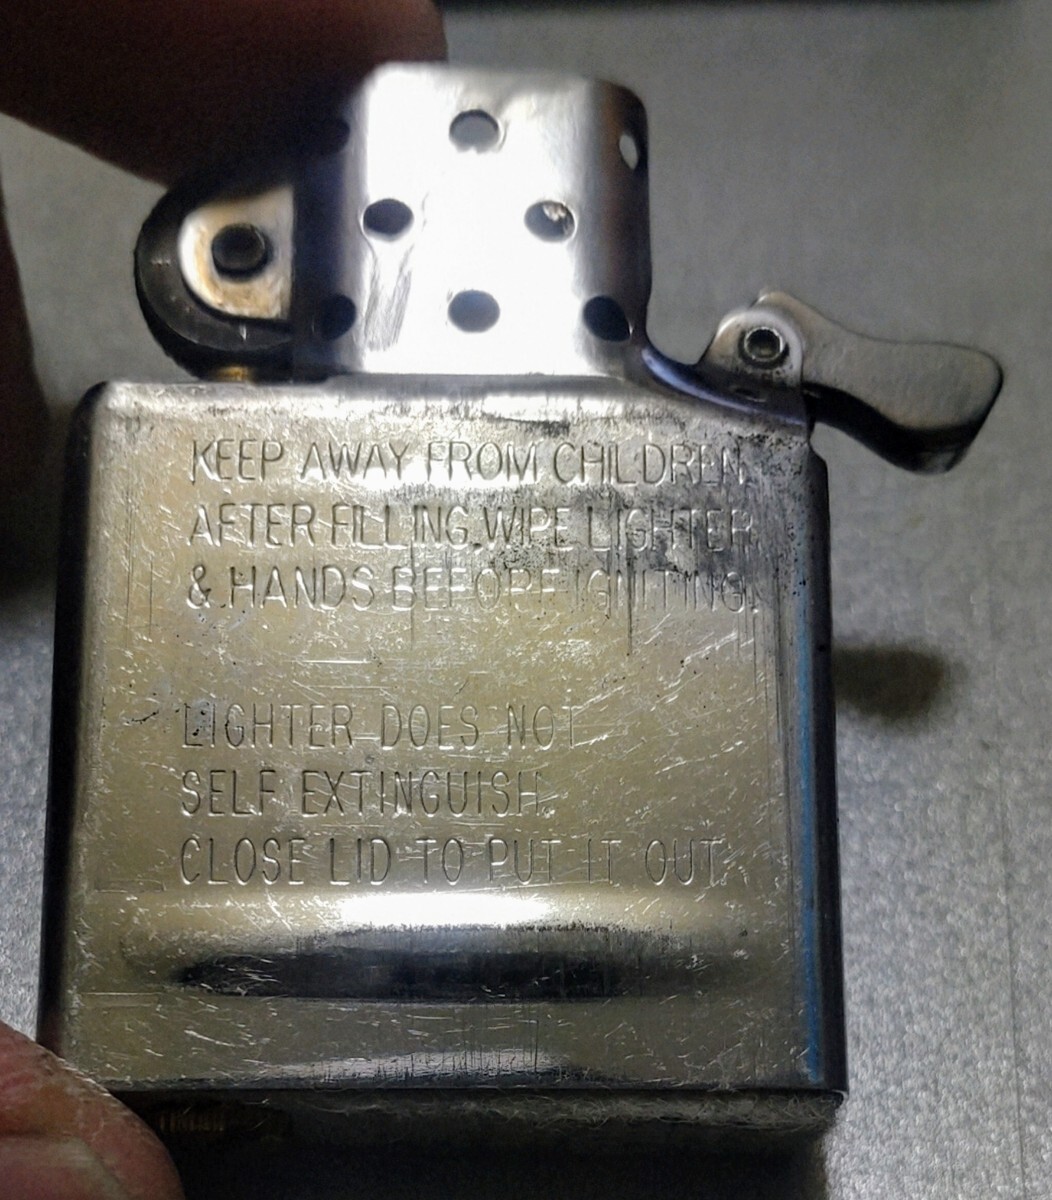 KEEP AWAY FROM CHILDREN.
AFTER FILLING, WIPE LIGHTER
& HANDS BEFORE IGNITING.
LIGHTER DOES NOT
SELF EXTINGUISH.
CLOSE LID TO PUT IT OUT.